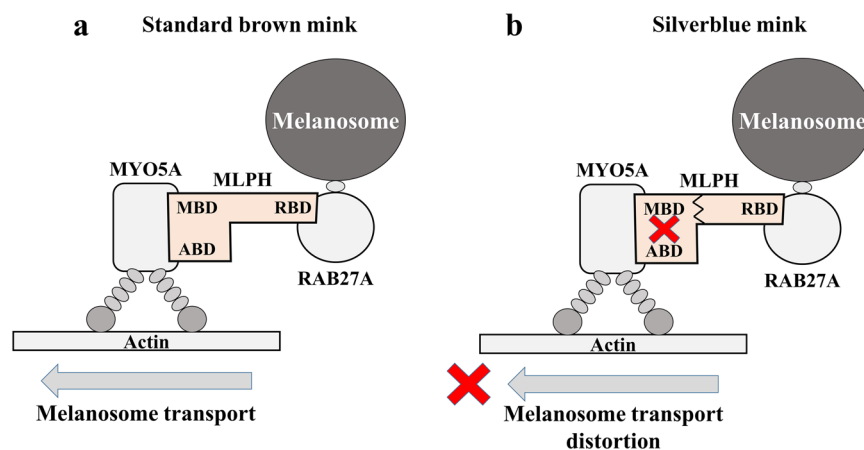 a Standard brown mink
Melanosome
MYO5A
MLPH
MBD RBD
ABD
RAB27A
Actin
Melanosome transport
b Silverblue mink
Melanosome
MYO5A
MLPH
MBD RBD
ABD
RAB27A
Actin
Melanosome transport
distortion